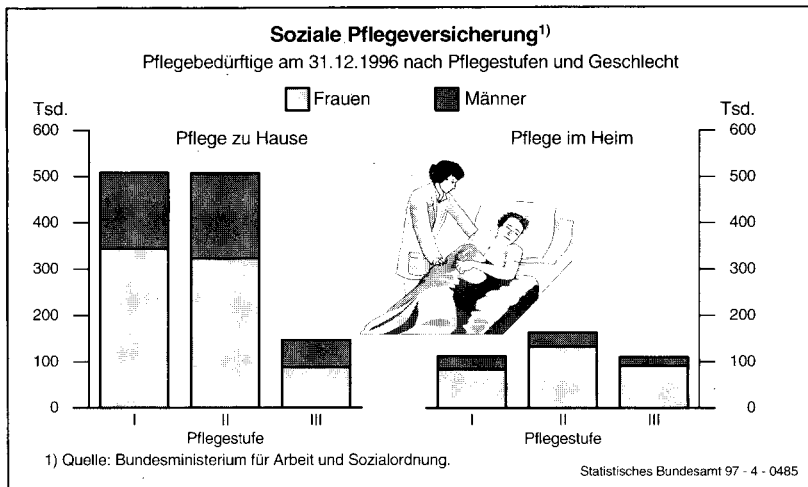 Soziale Pflegeversicherung1)
Pflegebedürftige am 31.12.1996 nach Pflegestufen und Geschlecht
Frauen
Männer
Tsd.
600
500
400
300
200
100
0
Pflege zu Hause
I
II
III
Pflegestufe
Pflege im Heim
I
II
III
Pflegestufe
Tsd.
600
500
400
300
200
100
0
1) Quelle: Bundesministerium für Arbeit und Sozialordnung.
Statistisches Bundesamt 97 - 4 - 0485